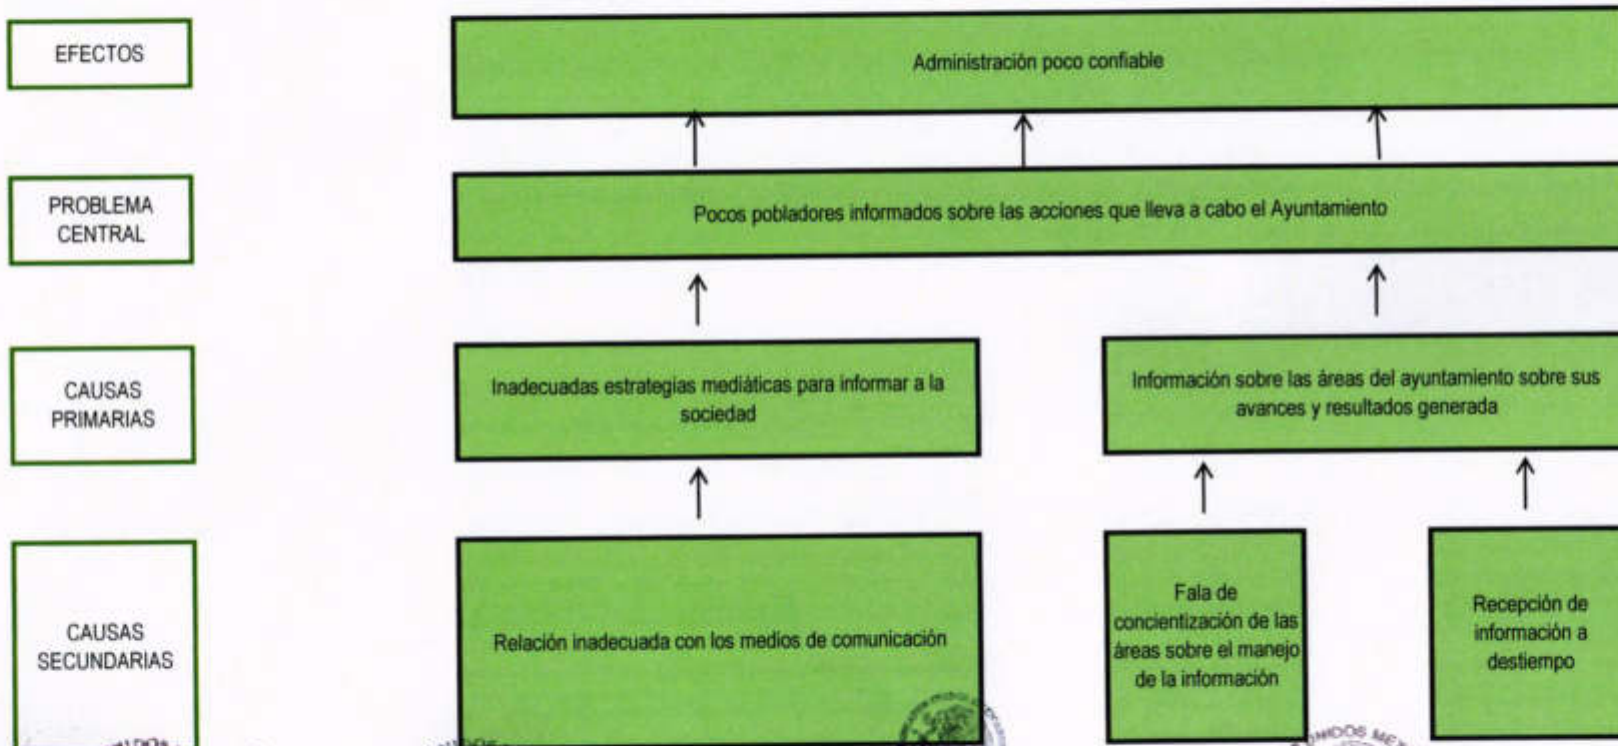 EFECTOS
Administración poco confiable
PROBLEMA
CENTRAL
Pocos pobladores informados sobre las acciones que lleva a cabo el Ayuntamiento
CAUSAS
PRIMARIAS
Inadecuadas estrategias mediáticas para informar a la
sociedad
Información sobre las áreas del ayuntamiento sobre sus
avances y resultados generada
CAUSAS
SECUNDARIAS
Relación inadecuada con los medios de comunicación
Fala de
concientización de las
áreas sobre el manejo
de la información
Recepción de
información a
destiempo